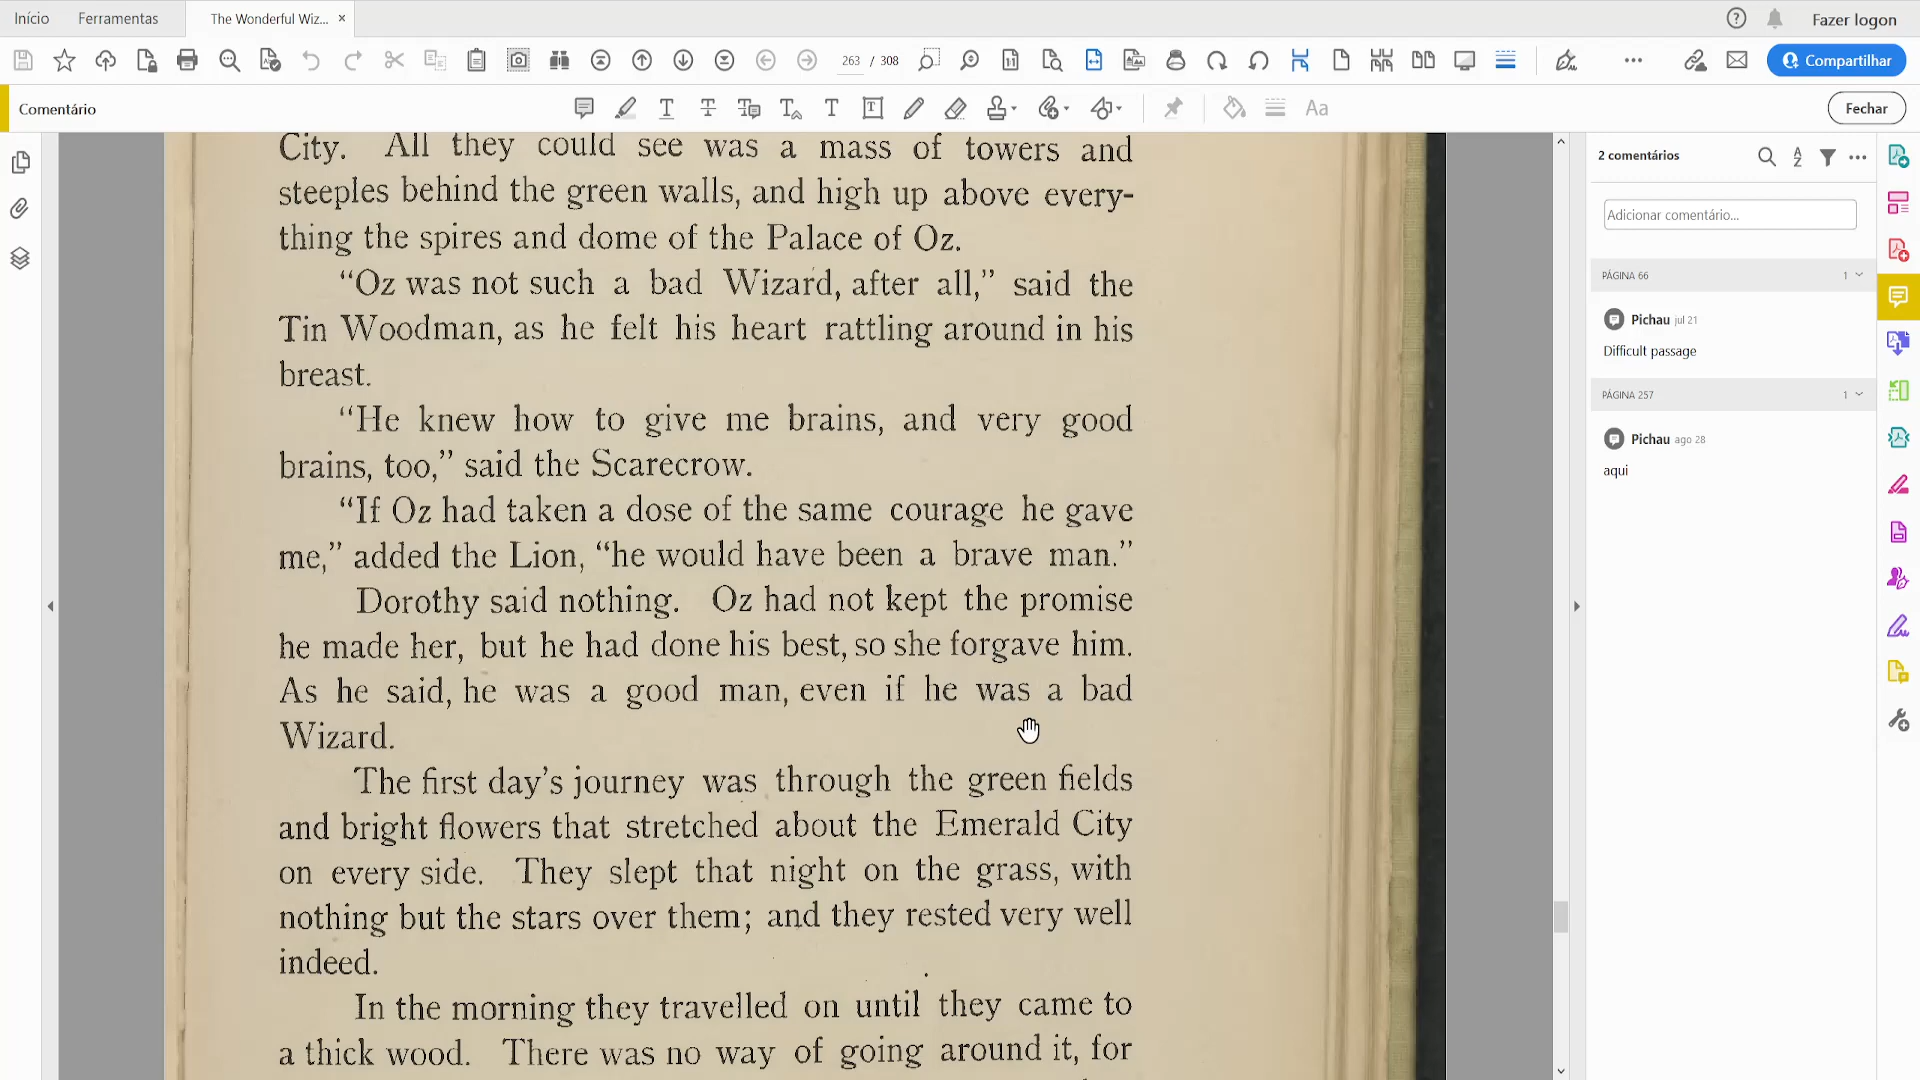 Início
Ferramentas
The Wonderful Wiz...
Fazer logon
263 / 308
Compartilhar
Comentário
Aa
Fechar
City. All they could see was a mass of towers and
steeples behind the green walls, and high up above every-
thing the spires and dome of the Palace of Oz.
“Oz was not such a bad Wizard, after all,” said the
Tin Woodman, as he felt his heart rattling around in his
breast.
“He knew how to give me brains, and very good
brains, too,” said the Scarecrow.
“If Oz had taken a dose of the same courage he gave
me,” added the Lion, “he would have been a brave man.”
Dorothy said nothing. Oz had not kept the promise
he made her, but he had done his best, so she forgave him.
As he said, he was a good man, even if he was a bad
Wizard.
The first day's journey was through the green fields
and bright flowers that stretched about the Emerald City
on every side. They slept that night on the grass, with
nothing but the stars over them; and they rested very well
indeed.
In the morning they travelled on until they came to
a thick wood. There was no way of going around it, for
2 comentários
Adicionar comentário...
PÁGINA 66 1
Pichau jul 21
Difficult passage
PÁGINA 257 1
Pichau ago 28
aqui